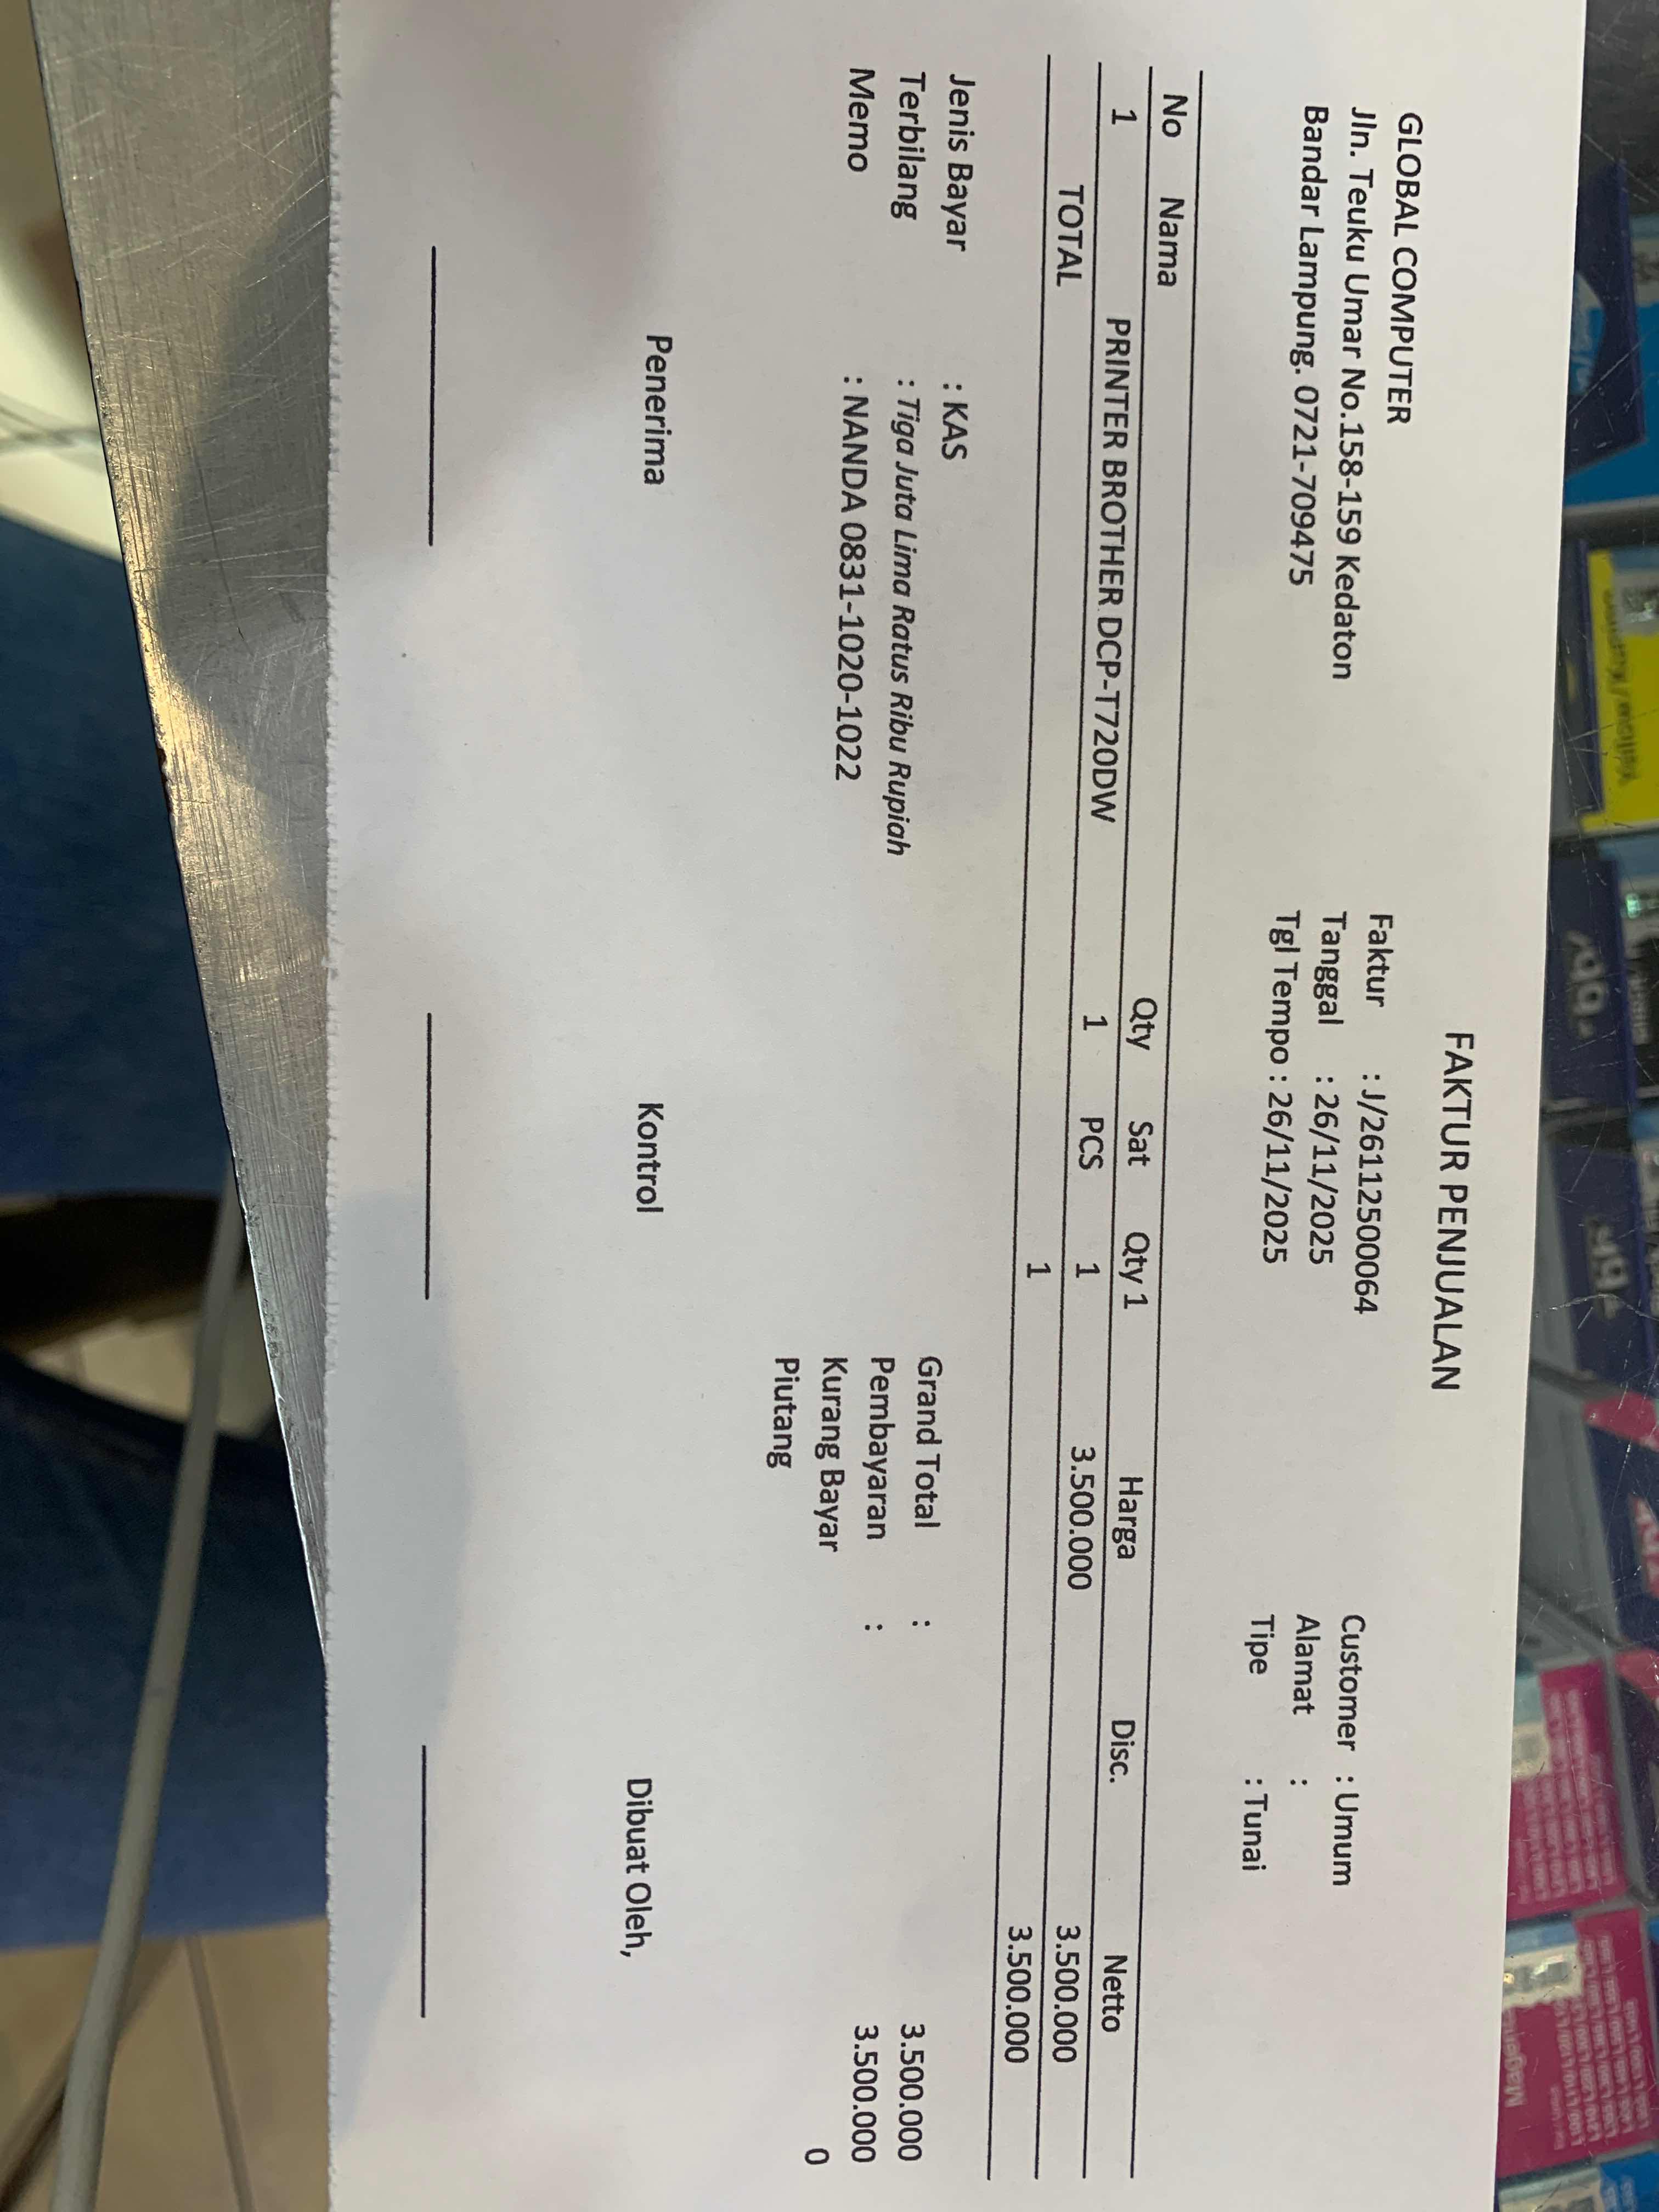 FAKTUR PENJUALAN
GLOBAL COMPUTER
Jln. Teuku Umar No.158-159 Kedaton
Bandar Lampung. 0721-709475
Faktur : J/26112500064
Tanggal : 26/11/2025
Tgl Tempo : 26/11/2025
Customer : Umum
Alamat :
Tipe : Tunai
No Nama Qty Sat Qty 1 Harga Disc. Netto
1 PRINTER BROTHER DCP-T720DW 1 PCS 1 3.500.000 3.500.000
TOTAL 1 3.500.000
Jenis Bayar : KAS
Terbilang : Tiga Juta Lima Ratus Ribu Rupiah
Memo : NANDA 0831-1020-1022
Grand Total : 3.500.000
Pembayaran : 3.500.000
Kurang Bayar 0
Piutang
Penerima Kontrol Dibuat Oleh,